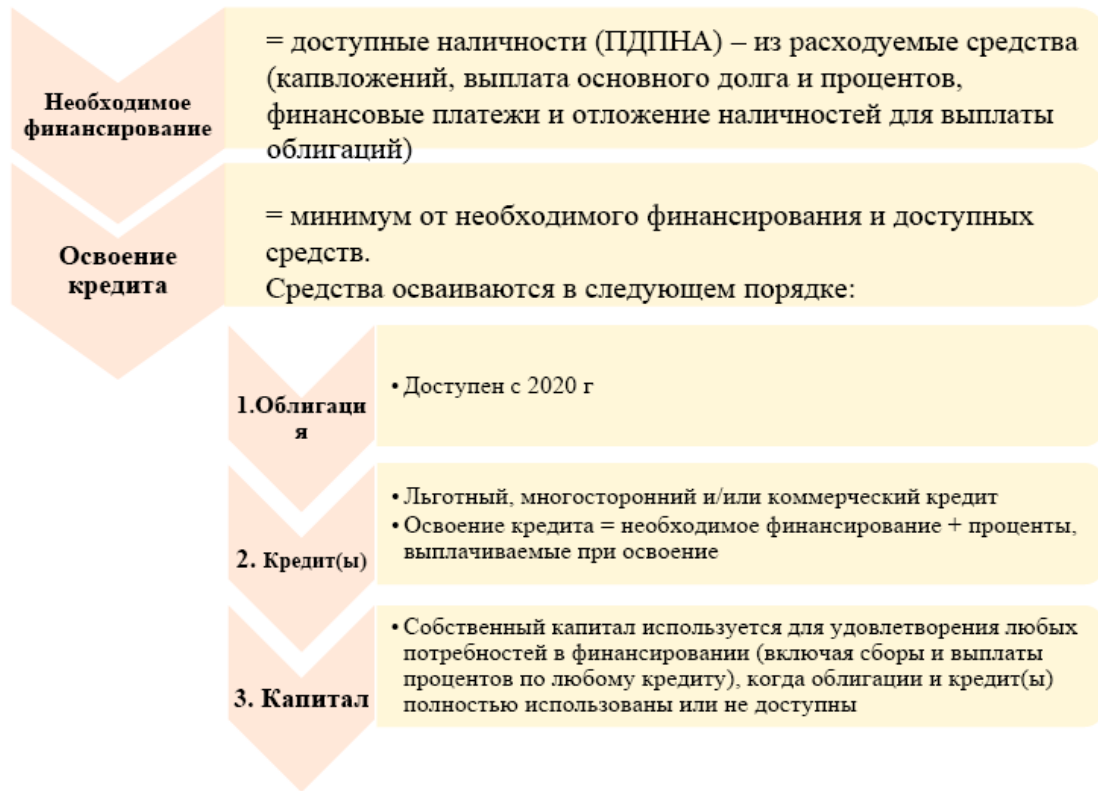 Необходимое
финансирование
= доступные наличности (ПДПНА) – из расходуемые средства
(капвложений, выплата основного долга и процентов,
финансовые платежи и отложение наличностей для выплаты
облигаций)
Освоение
кредита
= минимум от необходимого финансирования и доступных
средств.
Средства осваиваются в следующем порядке:
1.Облигаци
я
• Доступен с 2020 г
2. Кредит(ы)
• Льготный, многосторонний и/или коммерческий кредит
• Освоение кредита = необходимое финансирование + проценты,
выплачиваемые при освоение
3. Капитал
• Собственный капитал используется для удовлетворения любых
потребностей в финансировании (включая сборы и выплаты
процентов по любому кредиту), когда облигации и кредит(ы)
полностью использованы или не доступны